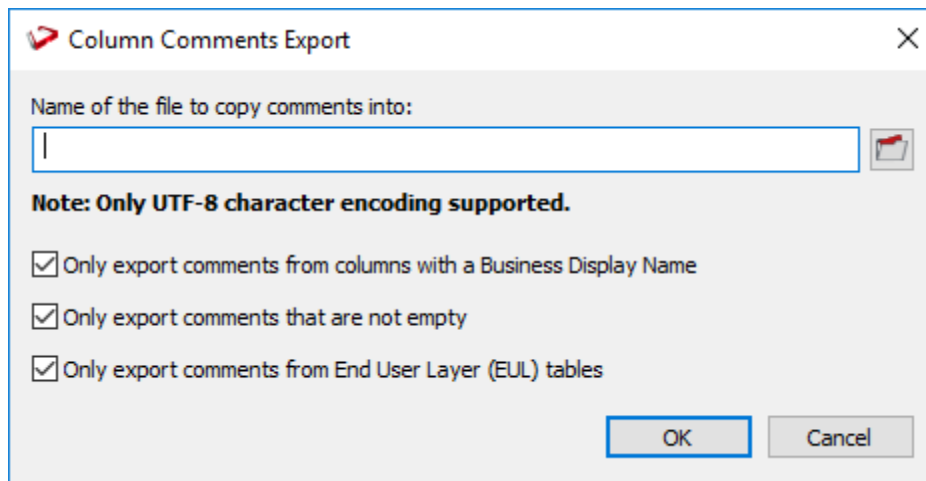 Column Comments Export
Name of the file to copy comments into:
Note: Only UTF-8 character encoding supported.
Only export comments from columns with a Business Display Name
Only export comments that are not empty
Only export comments from End User Layer (EUL) tables
OK Cancel